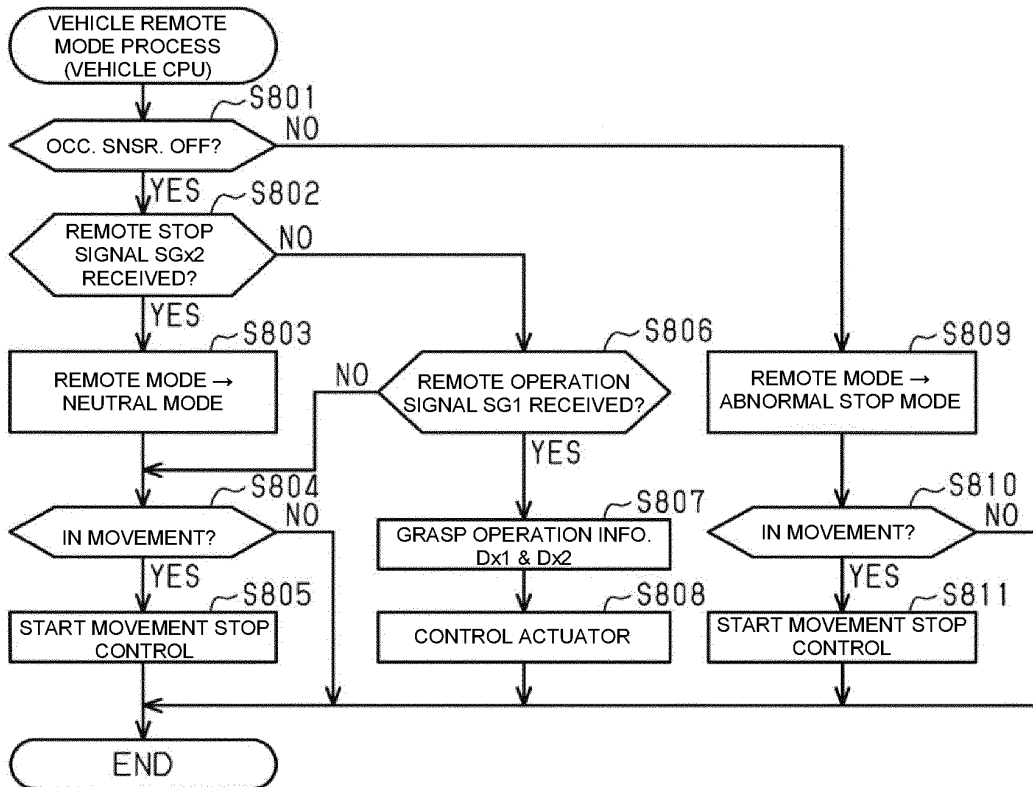 VEHICLE REMOTE
MODE PROCESS
(VEHICLE CPU)
S801
OCC. SNSR. OFF?
NO
YES
S802
REMOTE STOP
SIGNAL SGx2
RECEIVED?
NO
YES
S803
REMOTE MODE →
NEUTRAL MODE
S806
REMOTE OPERATION
SIGNAL SG1 RECEIVED?
NO
YES
S809
REMOTE MODE →
ABNORMAL STOP MODE
S804
IN MOVEMENT?
NO
YES
S807
GRASP OPERATION INFO.
Dx1 & Dx2
S810
IN MOVEMENT?
NO
YES
S805
START MOVEMENT STOP
CONTROL
S808
CONTROL ACTUATOR
S811
START MOVEMENT STOP
CONTROL
END